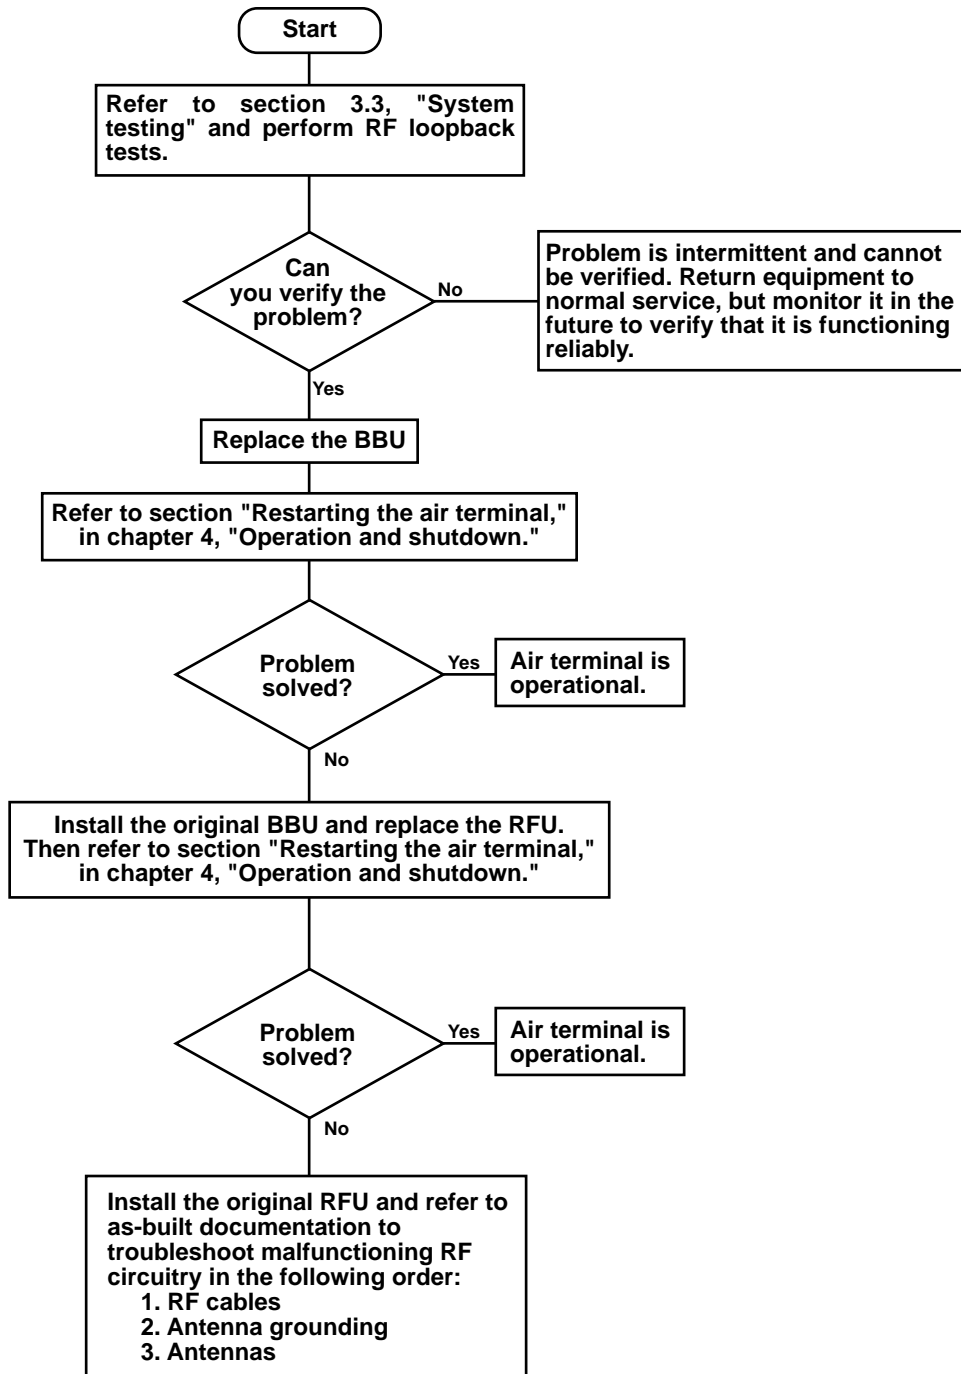 Start
Refer to section 3.3, "System
testing" and perform RF loopback
tests.
Can
you verify the
problem?
No
Problem is intermittent and cannot
be verified. Return equipment to
normal service, but monitor it in the
future to verify that it is functioning
reliably.
Yes
Replace the BBU
Refer to section "Restarting the air terminal,"
in chapter 4, "Operation and shutdown."
Problem
solved?
Yes
Air terminal is
operational.
No
Install the original BBU and replace the RFU.
Then refer to section "Restarting the air terminal,"
in chapter 4, "Operation and shutdown."
Problem
solved?
Yes
Air terminal is
operational.
No
Install the original RFU and refer to
as-built documentation to
troubleshoot malfunctioning RF
circuitry in the following order:
1. RF cables
2. Antenna grounding
3. Antennas